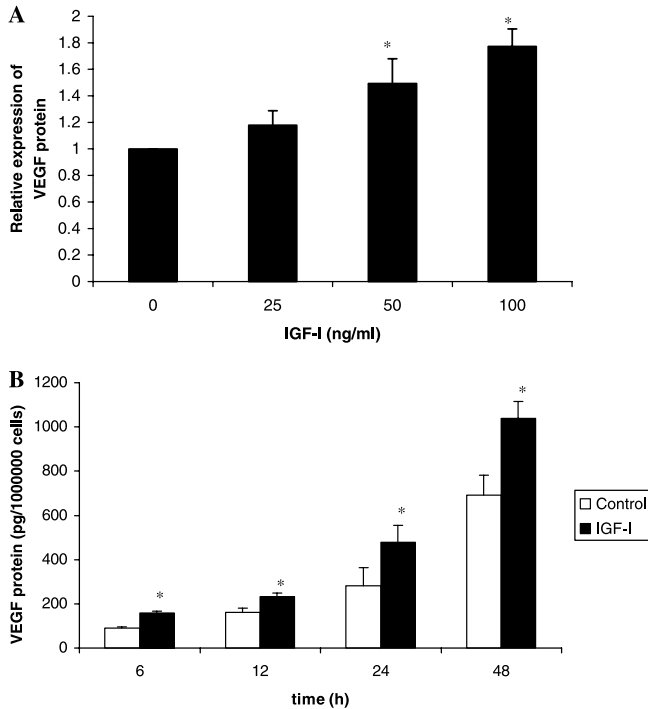 A
Relative expression of
VEGF protein
2
1.8
1.6
1.4
1.2
1
0.8
0.6
0.4
0.2
0
*
*
0 25 50 100
IGF-I (ng/ml)
B
VEGF protein (pg/1000000 cells)
1200
1000
800
600
400
200
0
*
*
*
*
6 12 24 48
time (h)
Control
IGF-I